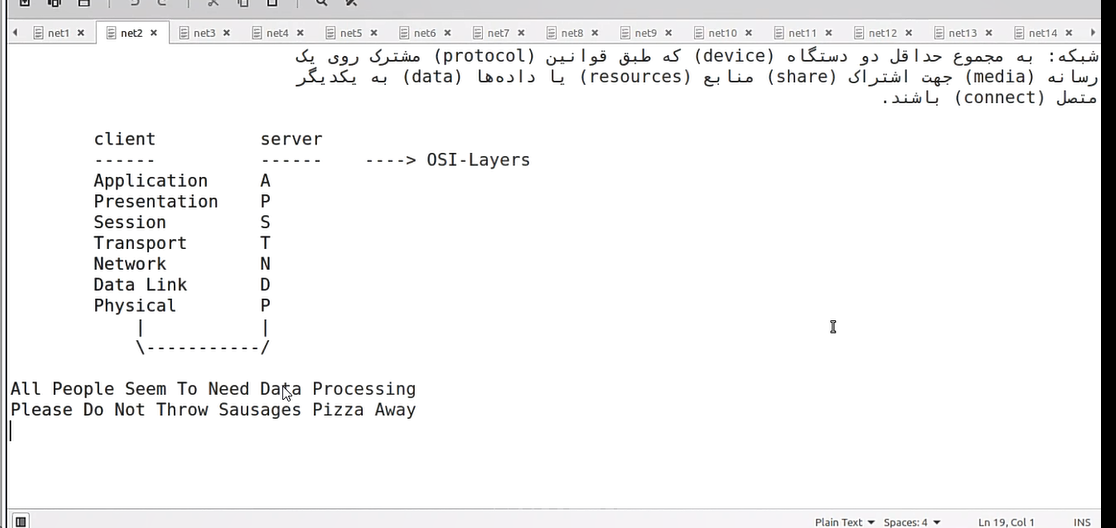 net1 net2 net3 net4 net5 net6 net7 net8 net9 net10 net11 net12 net13 net14
شبکه: به مجموع حداقل دو دستگاه (device) که طبق قوانین (protocol) مشترک روی یک
رسانه (media) جهت اشتراک (share) منابع (resources) یا داده‌ها (data) به یکدیگر
متصل (connect) باشند.
client server
------ ------ ----> OSI-Layers
Application A
Presentation P
Session S
Transport T
Network N
Data Link D
Physical P
| |
\-----------/
All People Seem To Need Data Processing
Please Do Not Throw Sausages Pizza Away
Plain Text Spaces: 4 Ln 19, Col 1 INS